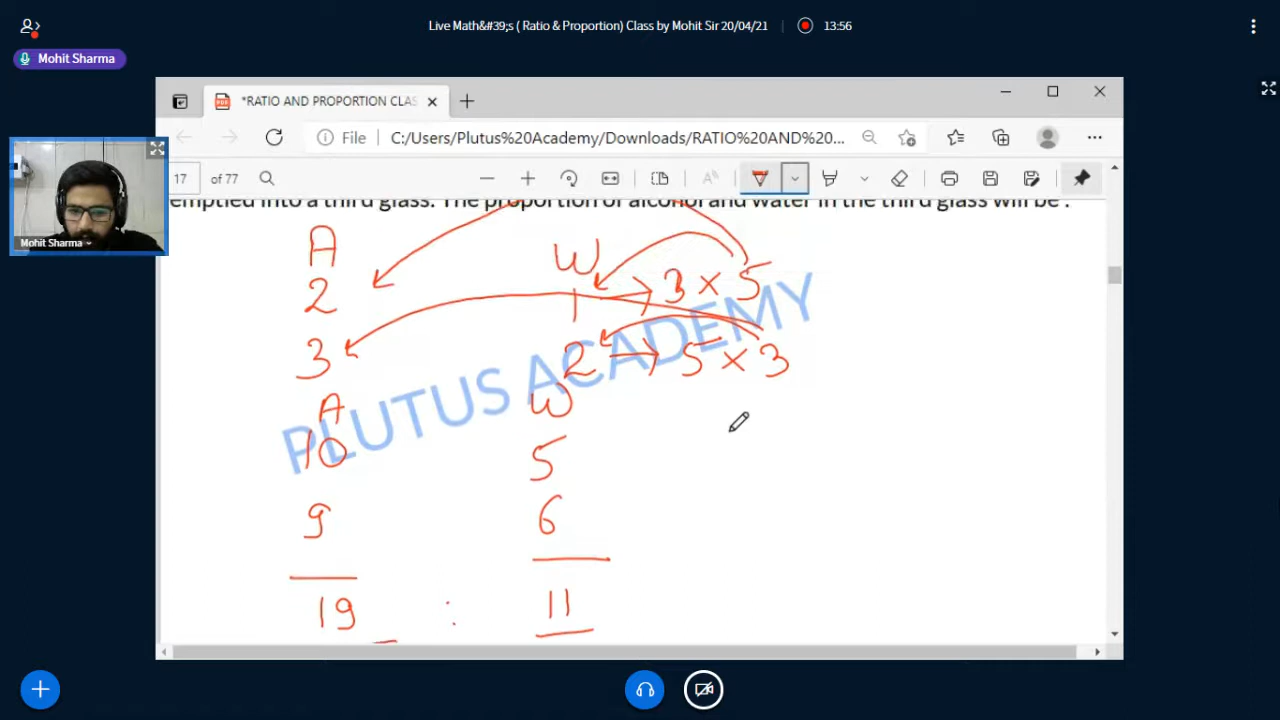 Live Math&#39;s ( Ratio & Proportion) Class by Mohit Sir 20/04/21
13:56
Mohit Sharma
*RATIO AND PROPORTION CLAS
File C:/Users/Plutus%20Academy/Downloads/RATIO%20AND%20...
17 of 77
emptied into a third glass. The proportion of alcohol and water in the third glass will be :
A W
2 1 → 3 × 5
3 2 → 5 × 3
A W
10 5
9 6
19 : 11
PLUTUS ACADEMY
Mohit Sharma